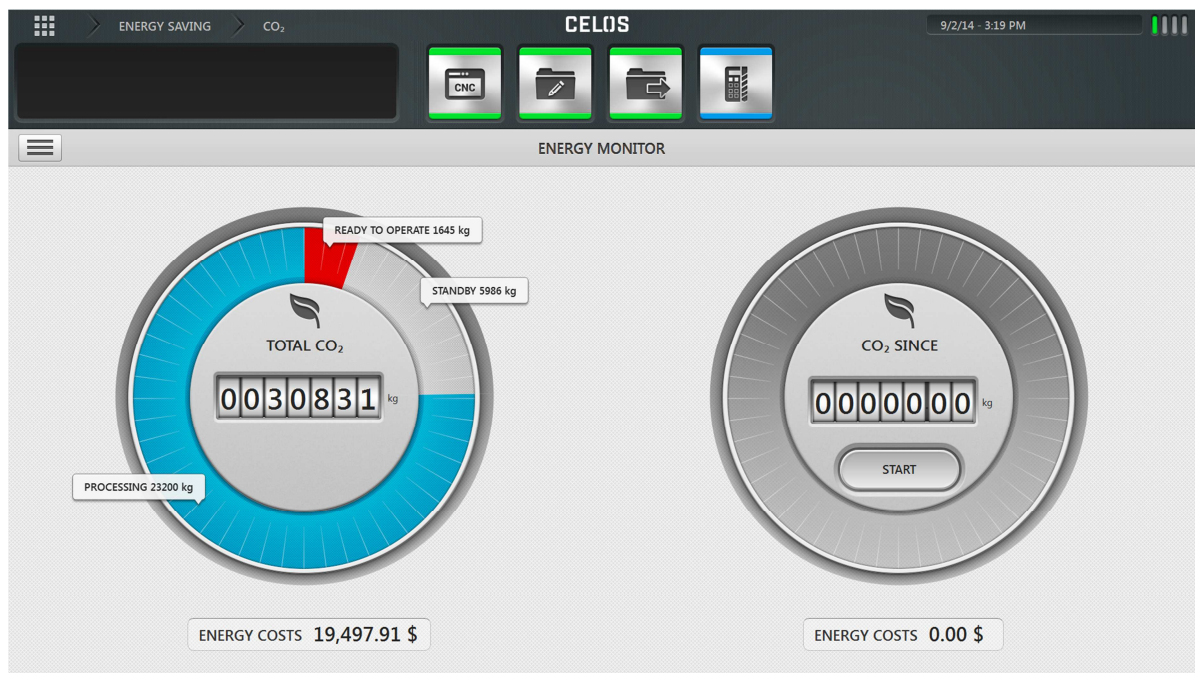 ENERGY SAVING
CO₂
CELOS
9/2/14 - 3:19 PM
CNC
ENERGY MONITOR
READY TO OPERATE 1645 kg
STANDBY 5986 kg
TOTAL CO₂
0030831 kg
PROCESSING 23200 kg
ENERGY COSTS 19,497.91 $
CO₂ SINCE
0000000 kg
START
ENERGY COSTS 0.00 $